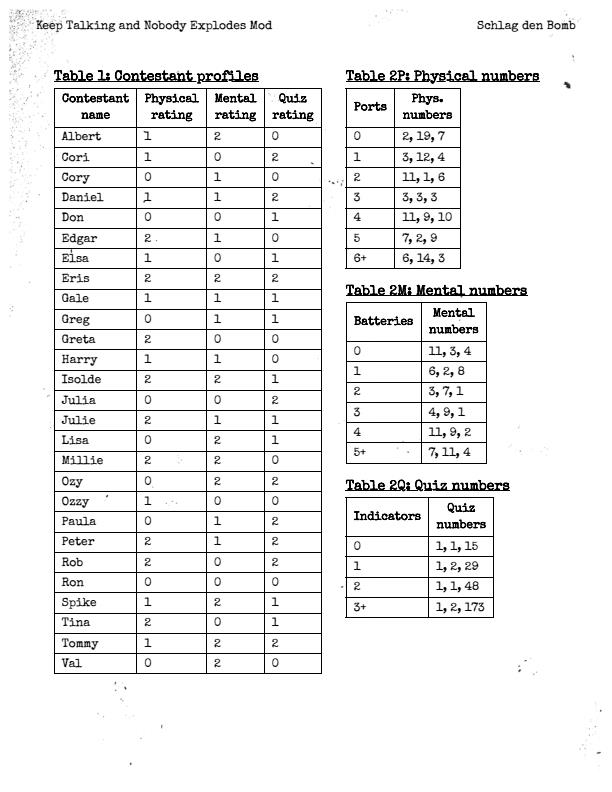 Keep Talking and Nobody Explodes Mod Schlag den Bomb
Table 1: Contestant profiles
Contestant name Physical rating Mental rating Quiz rating
Albert 1 2 0
Cori 1 0 2
Cory 0 1 0
Daniel 1 1 2
Don 0 0 1
Edgar 2 1 0
Elsa 1 0 1
Eris 2 2 2
Gale 1 1 1
Greg 0 1 1
Greta 2 0 0
Harry 1 1 0
Isolde 2 2 1
Julia 0 0 2
Julie 2 1 1
Lisa 0 2 1
Millie 2 2 0
Ozy 0 2 2
Ozzy 1 0 0
Paula 0 1 2
Peter 2 1 2
Rob 2 0 2
Ron 0 0 0
Spike 1 2 1
Tina 2 0 1
Tommy 1 2 2
Val 0 2 0
Table 2P: Physical numbers
Ports Phys. numbers
0 2, 19, 7
1 3, 12, 4
2 11, 1, 6
3 3, 3, 3
4 11, 9, 10
5 7, 2, 9
6+ 6, 14, 3
Table 2M: Mental numbers
Batteries Mental numbers
0 11, 3, 4
1 6, 2, 8
2 3, 7, 1
3 4, 9, 1
4 11, 9, 2
5+ 7, 11, 4
Table 2Q: Quiz numbers
Indicators Quiz numbers
0 1, 1, 15
1 1, 2, 29
2 1, 1, 48
3+ 1, 2, 173